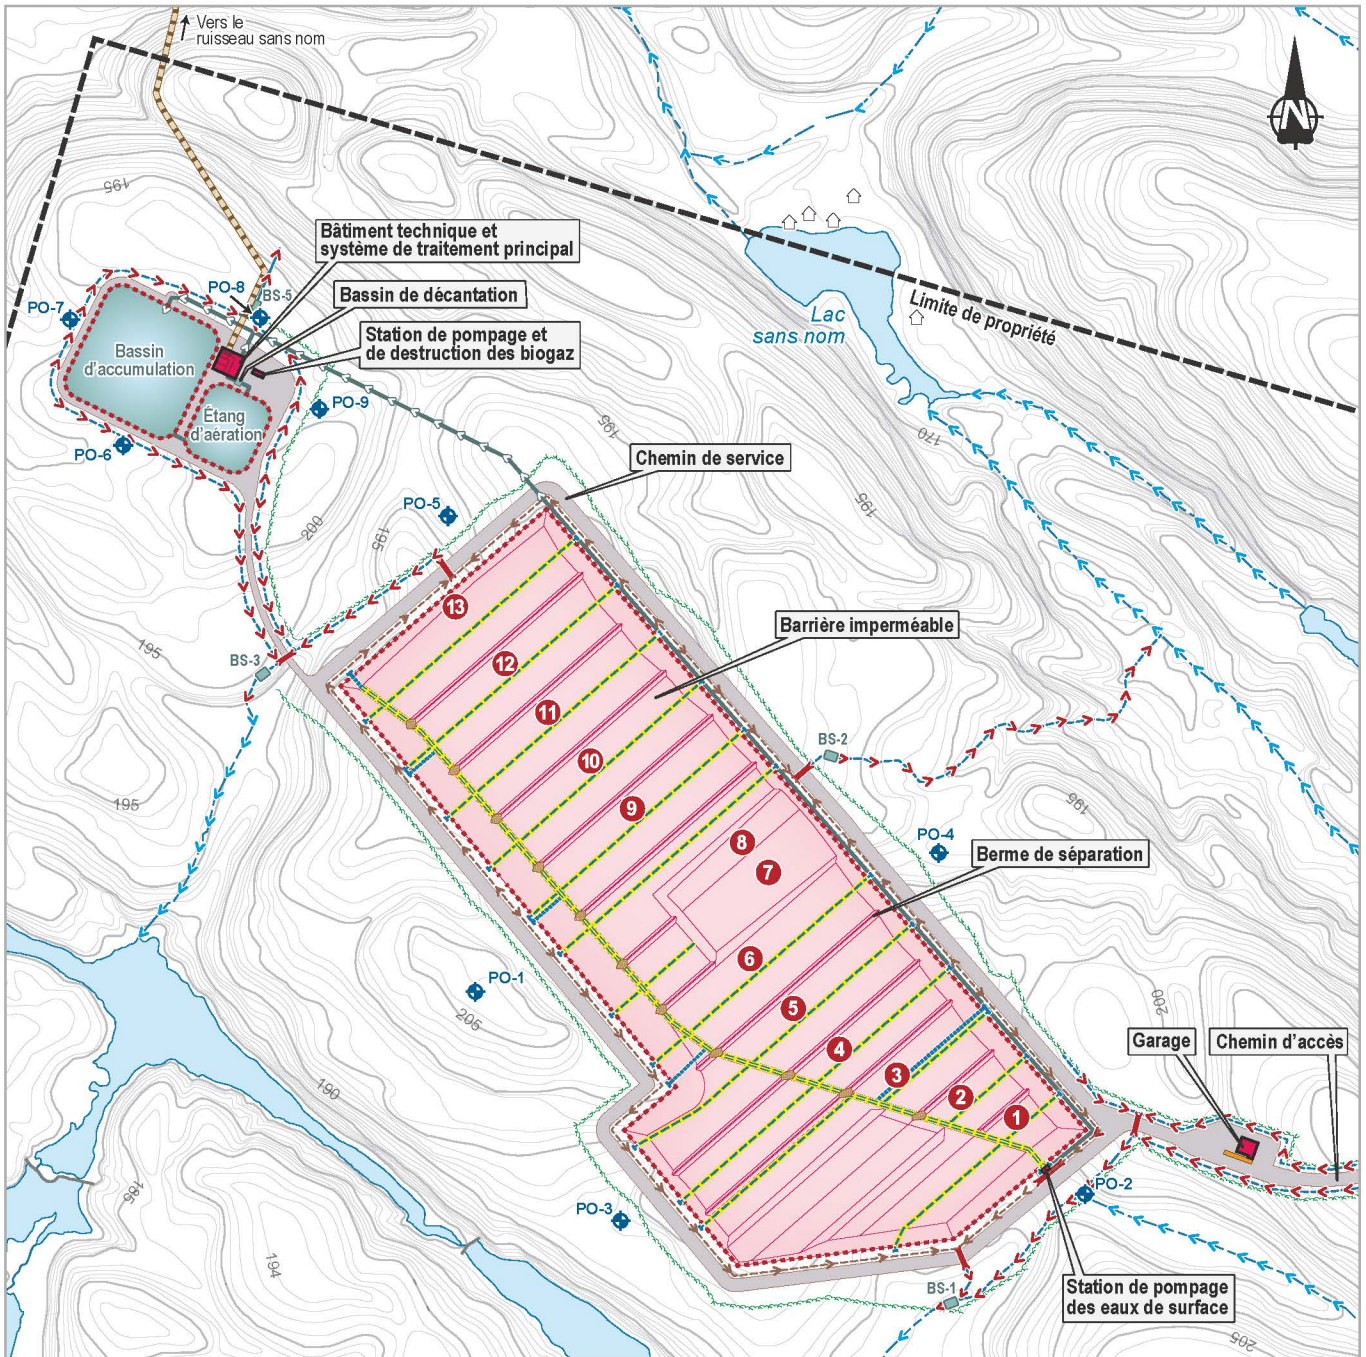 Vers le
ruisseau sans nom
N
195
Bâtiment technique et
système de traitement principal
PO-8
BS-5
Bassin de décantation
PO-7
Station de pompage et
de destruction des biogaz
Bassin
d'accumulation
Étang
d'aération
PO-9
PO-6
Lac
sans nom
Limite de propriété
170
195
Chemin de service
195
PO-5
200
195
13
Barrière imperméable
195
BS-3
12
11
BS-2
10
195
195
9
8
PO-4
7
Berme de séparation
6
PO-1
205
5
200
4
Garage
Chemin d'accès
3
2
190
1
185
PO-2
PO-3
194
BS-1
Station de pompage
des eaux de surface
205